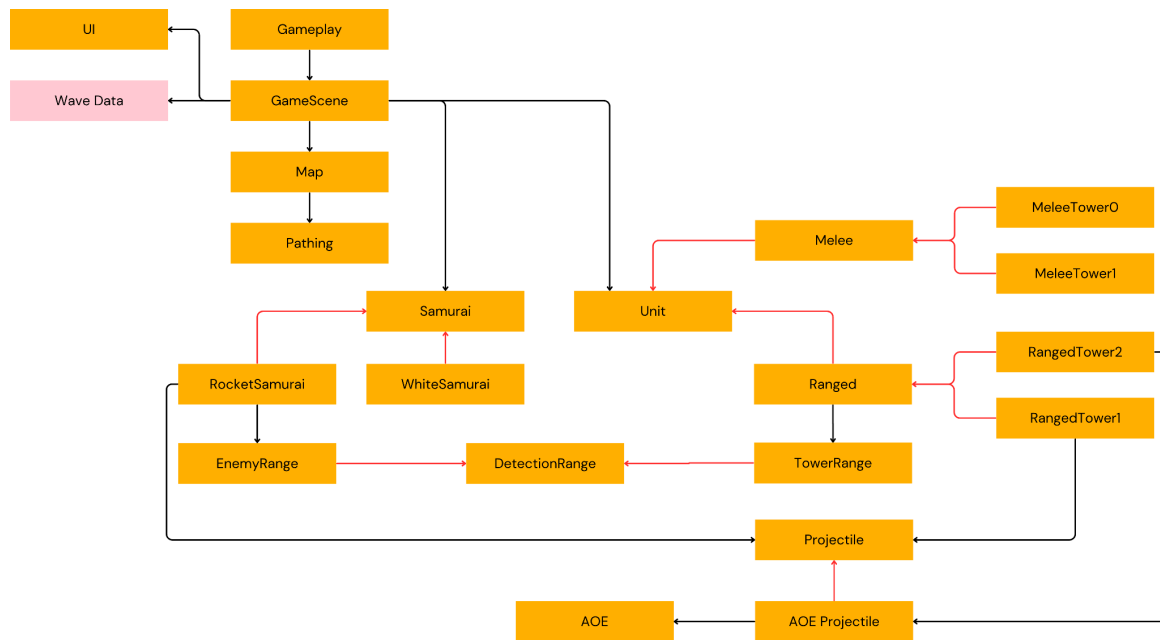 UI
Gameplay
Wave Data
GameScene
Map
MeleeTower0
Pathing
Melee
MeleeTower1
Samurai
Unit
RangedTower2
RocketSamurai
WhiteSamurai
Ranged
RangedTower1
EnemyRange
DetectionRange
TowerRange
Projectile
AOE
AOE Projectile